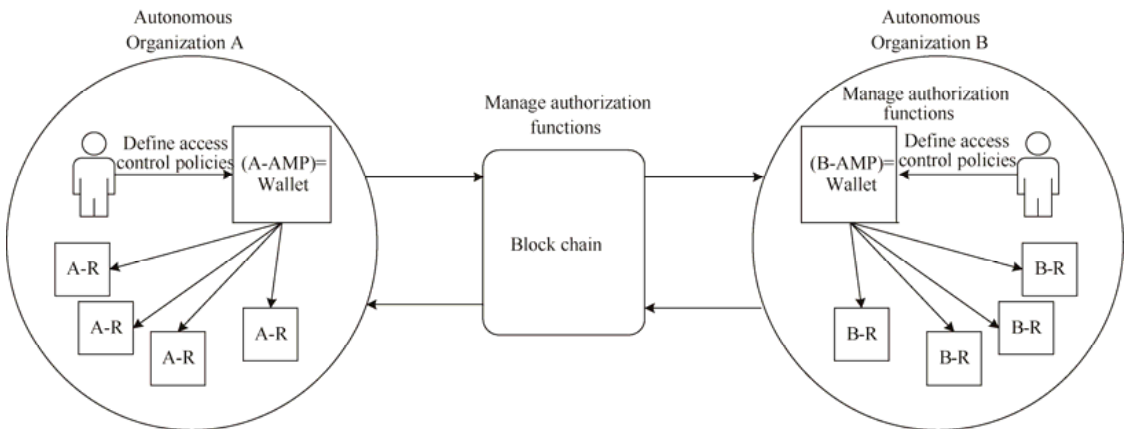 Autonomous
Organization A
Define access
control policies
(A-AMP)=
Wallet
A-R
A-R
A-R
A-R
Manage authorization
functions
Block chain
Autonomous
Organization B
Manage authorization
functions
(B-AMP)=
Wallet
Define access
control policies
B-R
B-R
B-R
B-R